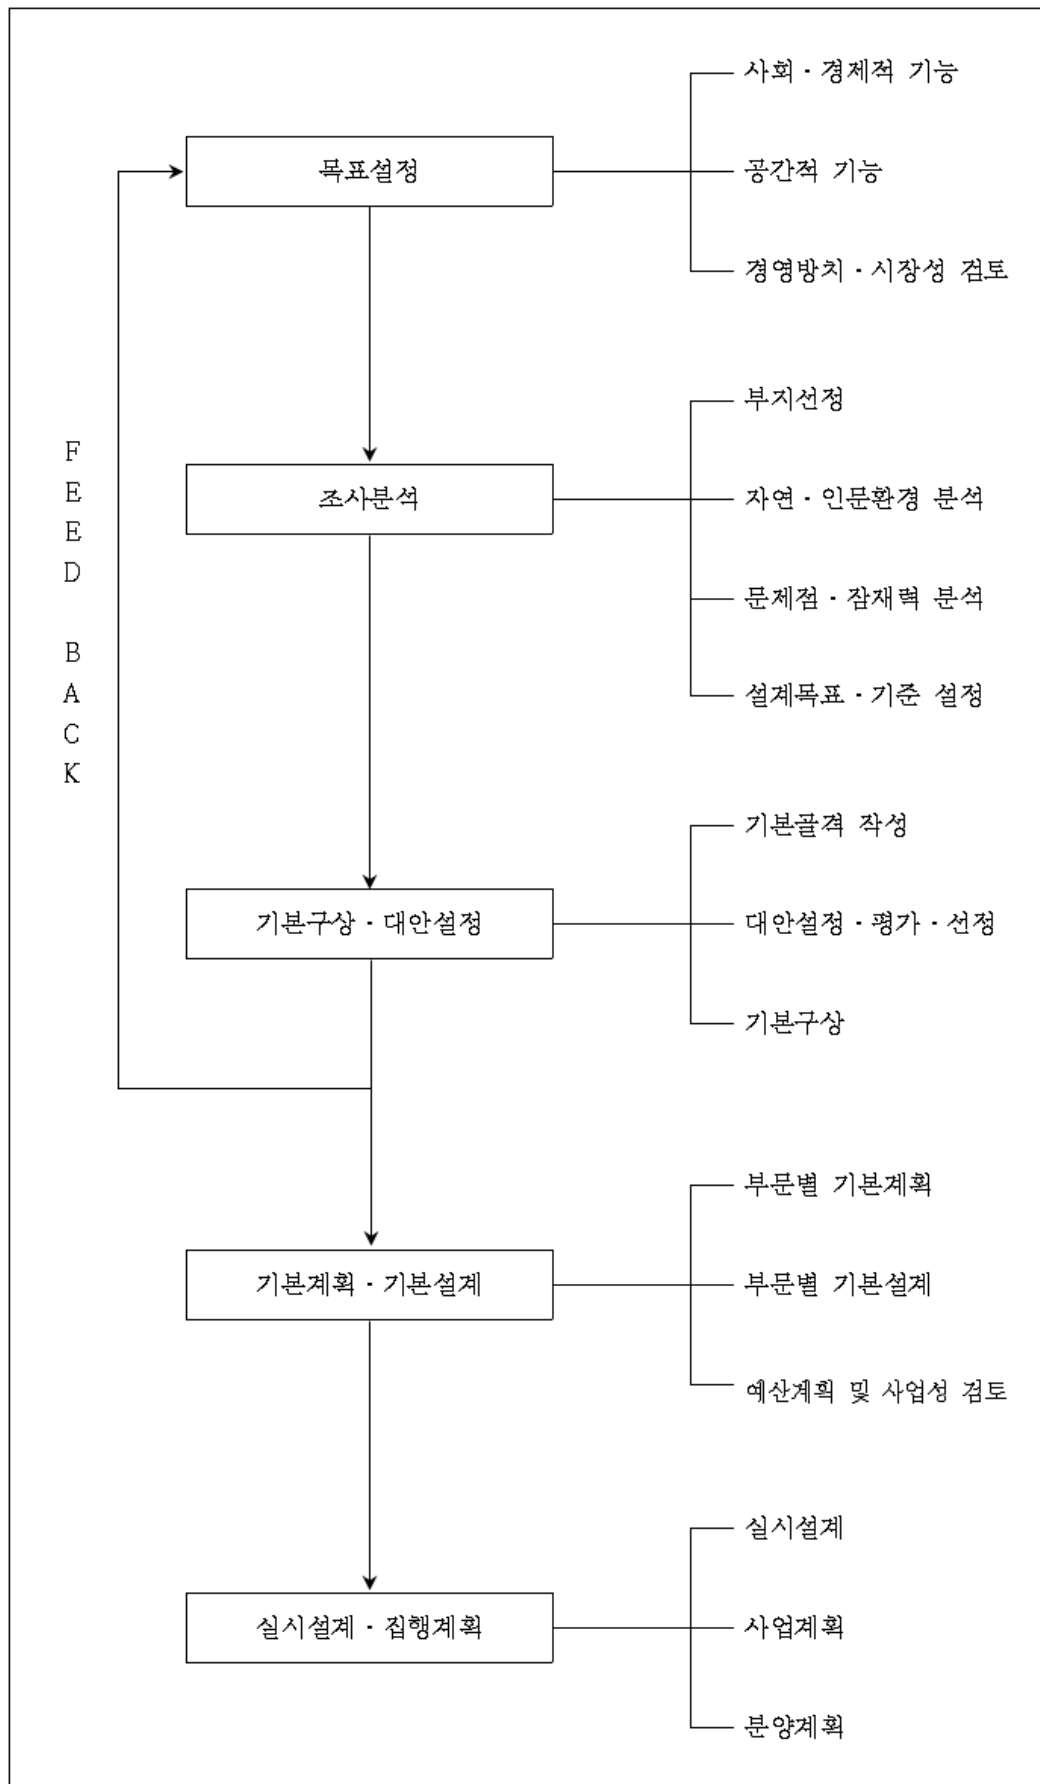 사회·경제적 기능
목표설정
공간적 기능
경영방치·시장성 검토
부지선정
조사분석
자연·인문환경 분석
문제점·잠재력 분석
설계목표·기준 설정
FEED BACK
기본골격 작성
기본구상·대안설정
대안설정·평가·선정
기본구상
부문별 기본계획
기본계획·기본설계
부문별 기본설계
예산계획 및 사업성 검토
실시설계
실시설계·집행계획
사업계획
분양계획